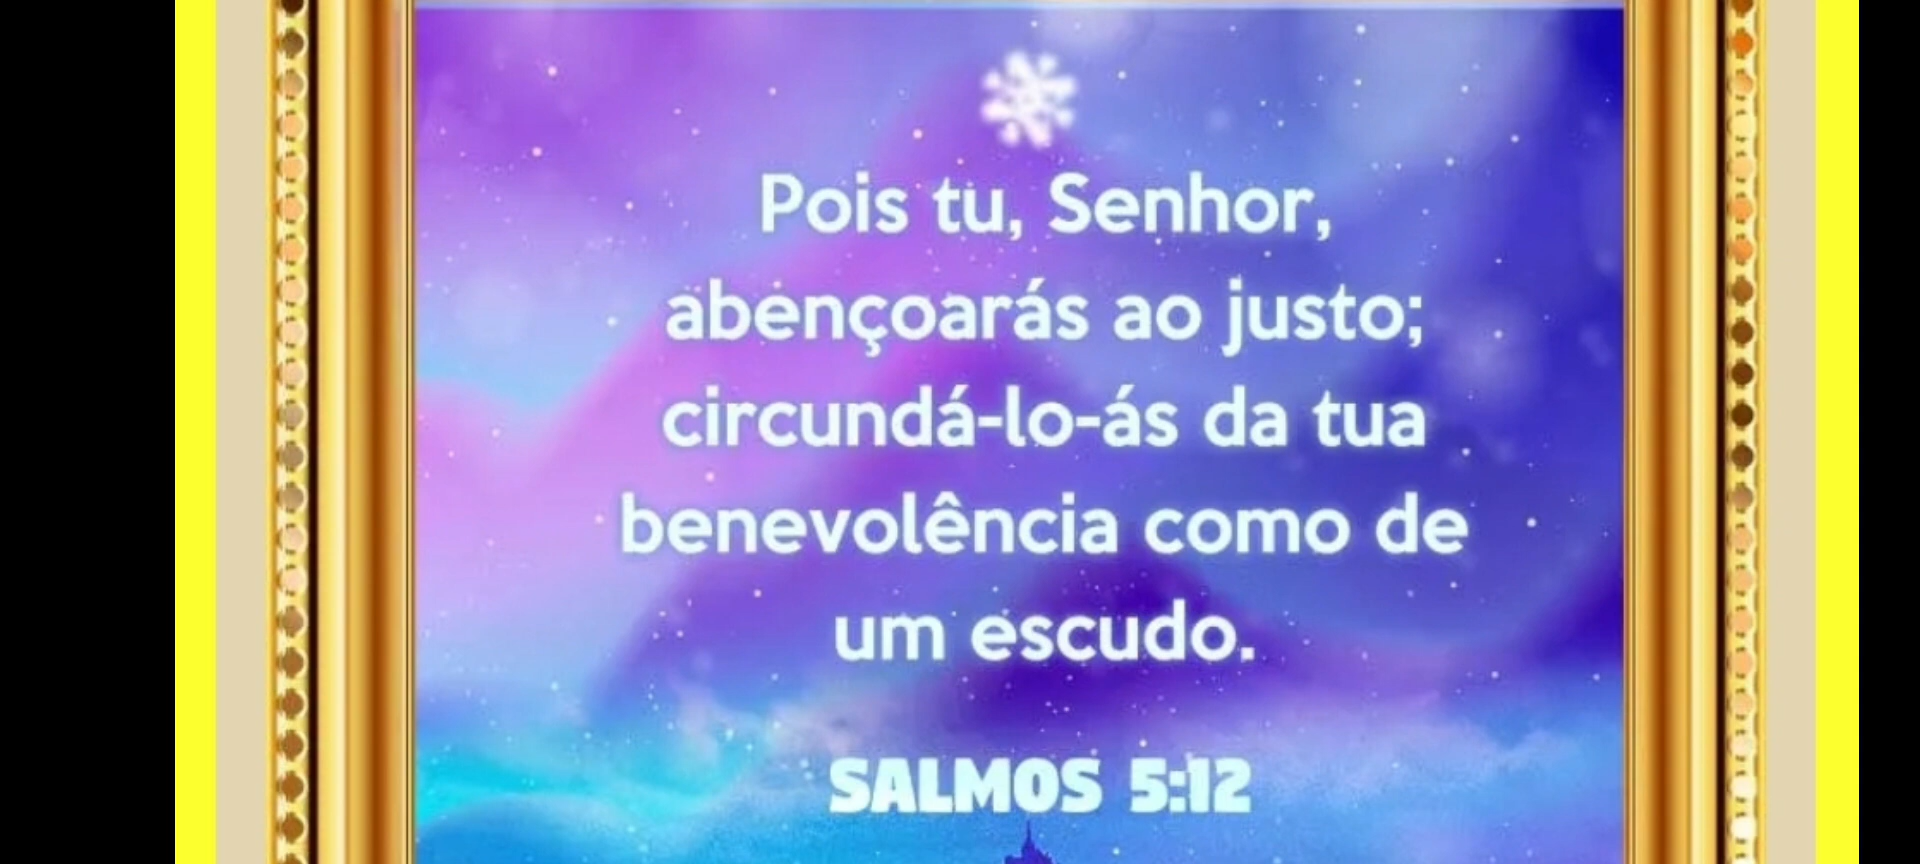 Pois tu, Senhor,
abençoarás ao justo;
circundá-lo-ás da tua
benevolência como de
um escudo.
SALMOS 5:12